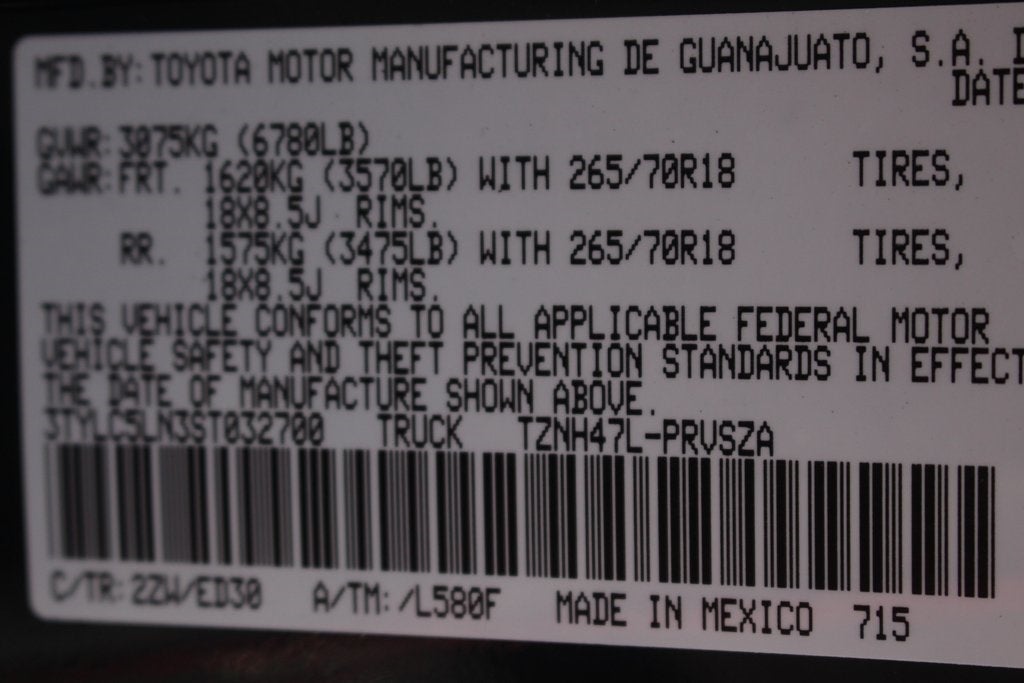 MFD.BY: TOYOTA MOTOR MANUFACTURING DE GUANAJUATO, S.A. D
DATE
GVWR: 3075KG (6780LB)
GAWR: FRT. 1620KG (3570LB) WITH 265/70R18 TIRES,
18X8.5J RIMS.
RR. 1575KG (3475LB) WITH 265/70R18 TIRES,
18X8.5J RIMS.
THIS VEHICLE CONFORMS TO ALL APPLICABLE FEDERAL MOTOR
VEHICLE SAFETY AND THEFT PREVENTION STANDARDS IN EFFECT
THE DATE OF MANUFACTURE SHOWN ABOVE.
3TYLC5LN3ST032700 TRUCK TZNH47L-PRVSZA
C/TR: 2ZW/ED30 A/TM: /L580F MADE IN MEXICO 715